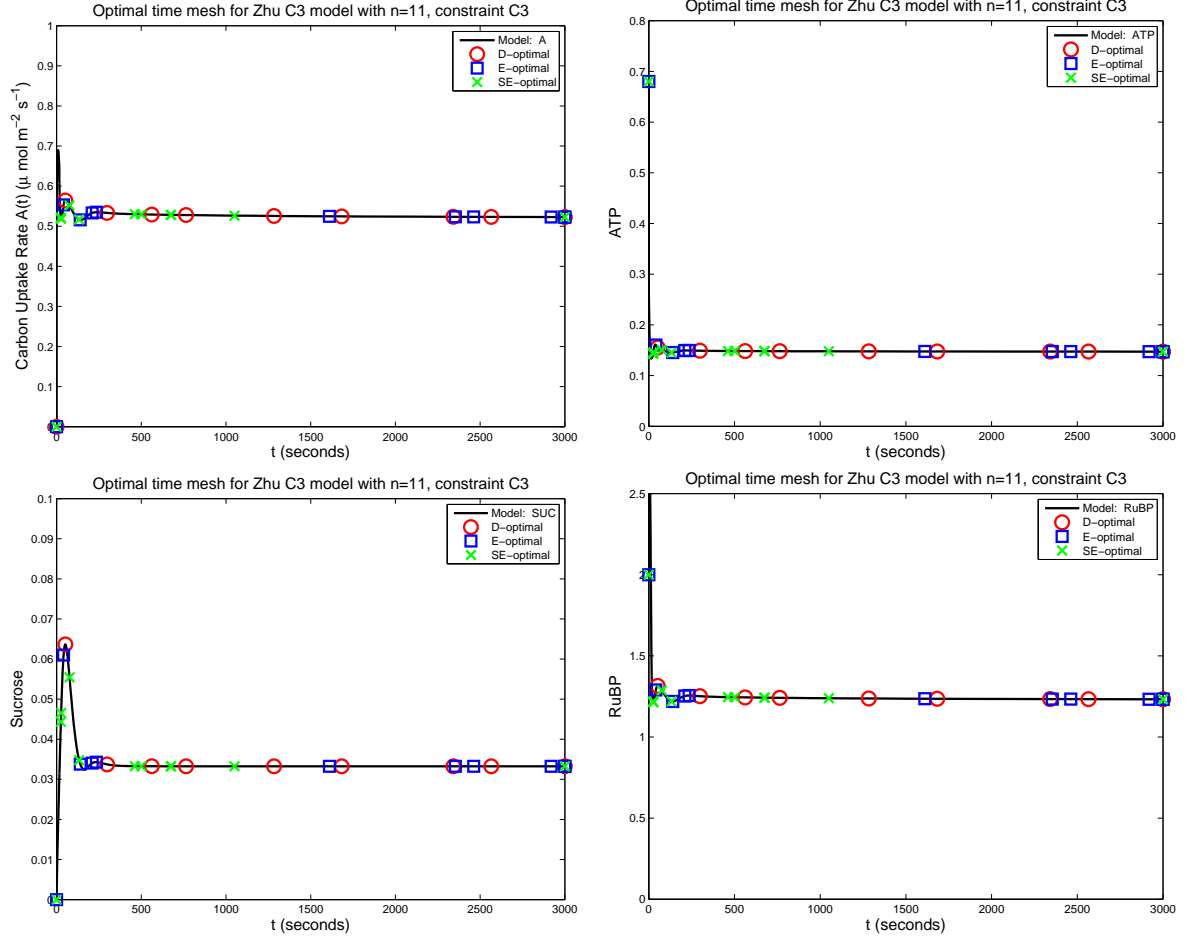 Optimal time mesh for Zhu C3 model with n=11, constraint C3
Carbon Uptake Rate A(t) (μ mol m−2 s−1)
1
0.9
0.8
0.7
0.6
0.5
0.4
0.3
0.2
0.1
0
Model: A
D−optimal
E−optimal
SE−optimal
0 500 1000 1500 2000 2500 3000
t (seconds)
Optimal time mesh for Zhu C3 model with n=11, constraint C3
ATP
0.8
0.7
0.6
0.5
0.4
0.3
0.2
0.1
0
Model: ATP
D−optimal
E−optimal
SE−optimal
0 500 1000 1500 2000 2500 3000
t (seconds)
Optimal time mesh for Zhu C3 model with n=11, constraint C3
Sucrose
0.1
0.09
0.08
0.07
0.06
0.05
0.04
0.03
0.02
0.01
0
Model: SUC
D−optimal
E−optimal
SE−optimal
0 500 1000 1500 2000 2500 3000
t (seconds)
Optimal time mesh for Zhu C3 model with n=11, constraint C3
RuBP
2.5
2
1.5
1
0.5
0
Model: RuBP
D−optimal
E−optimal
SE−optimal
0 500 1000 1500 2000 2500 3000
t (seconds)